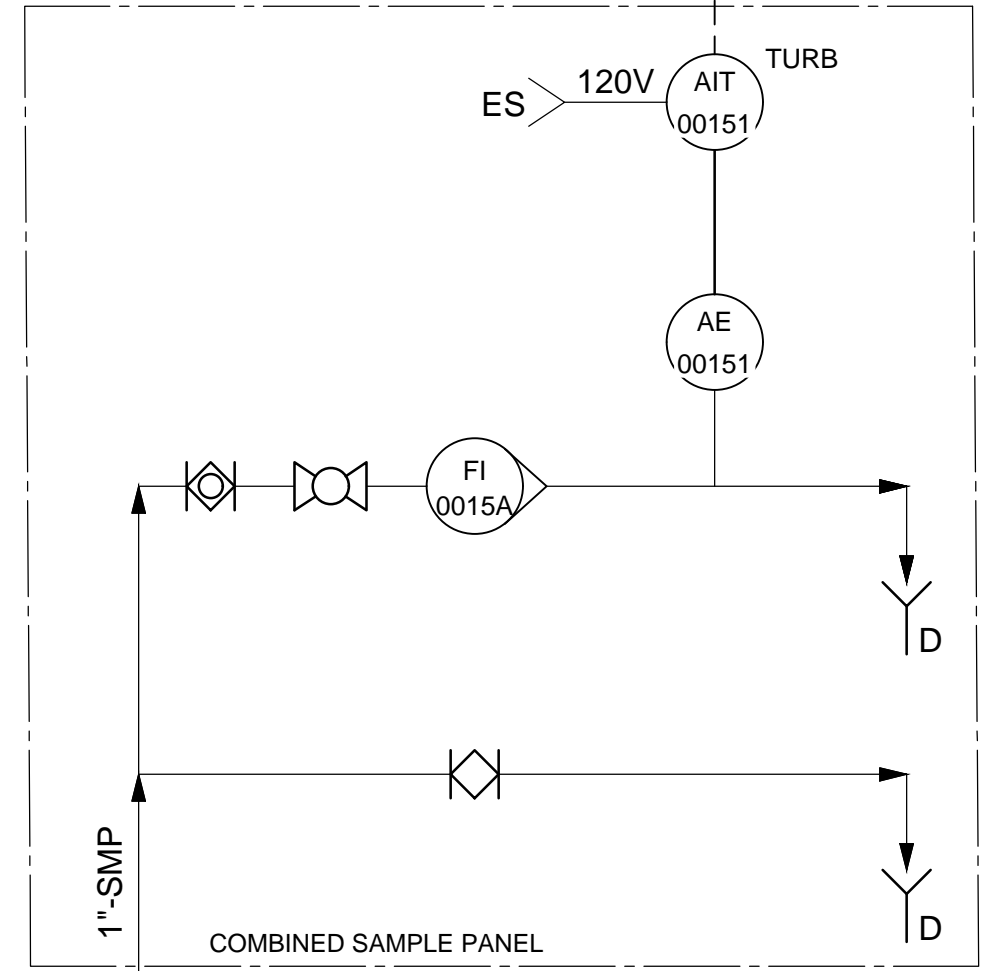 TURB
AIT
00151
120V
ES
AE
00151
FI
0015A
D
1"-SMP
D
COMBINED SAMPLE PANEL